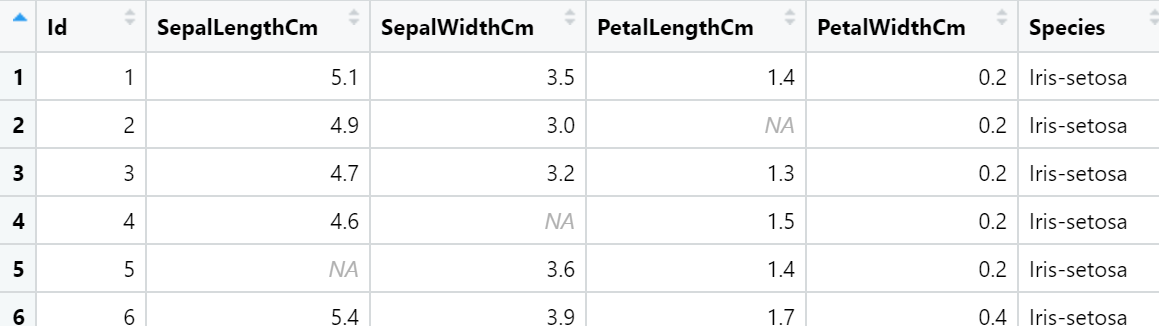 Id SepalLengthCm SepalWidthCm PetalLengthCm PetalWidthCm Species
1 1 5.1 3.5 1.4 0.2 Iris-setosa
2 2 4.9 3.0 NA 0.2 Iris-setosa
3 3 4.7 3.2 1.3 0.2 Iris-setosa
4 4 4.6 NA 1.5 0.2 Iris-setosa
5 5 NA 3.6 1.4 0.2 Iris-setosa
6 6 5.4 3.9 1.7 0.4 Iris-setosa